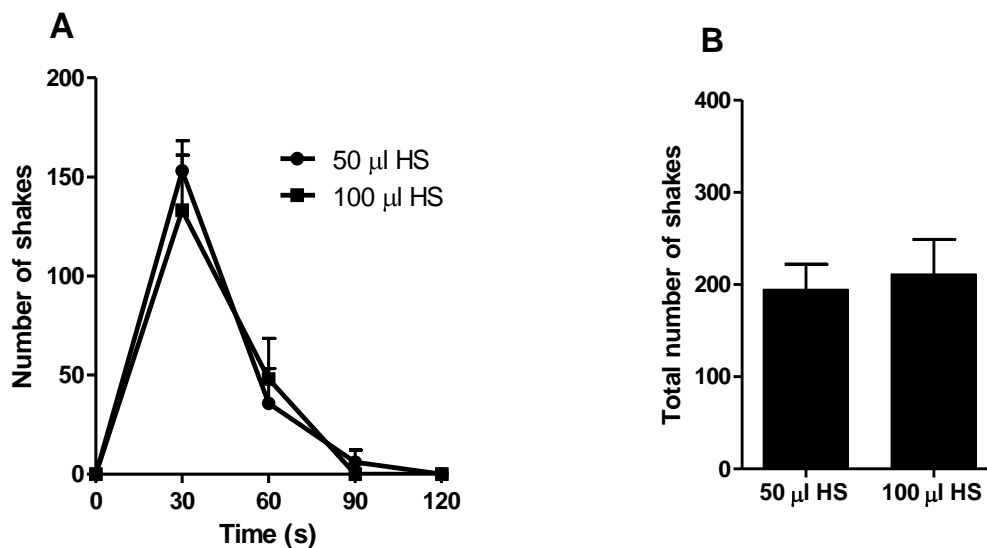 A
Number of shakes
200
150
100
50
0
50 µl HS
100 µl HS
0 30 60 90 120
Time (s)
B
Total number of shakes
400
300
200
100
0
50 µl HS 100 µl HS